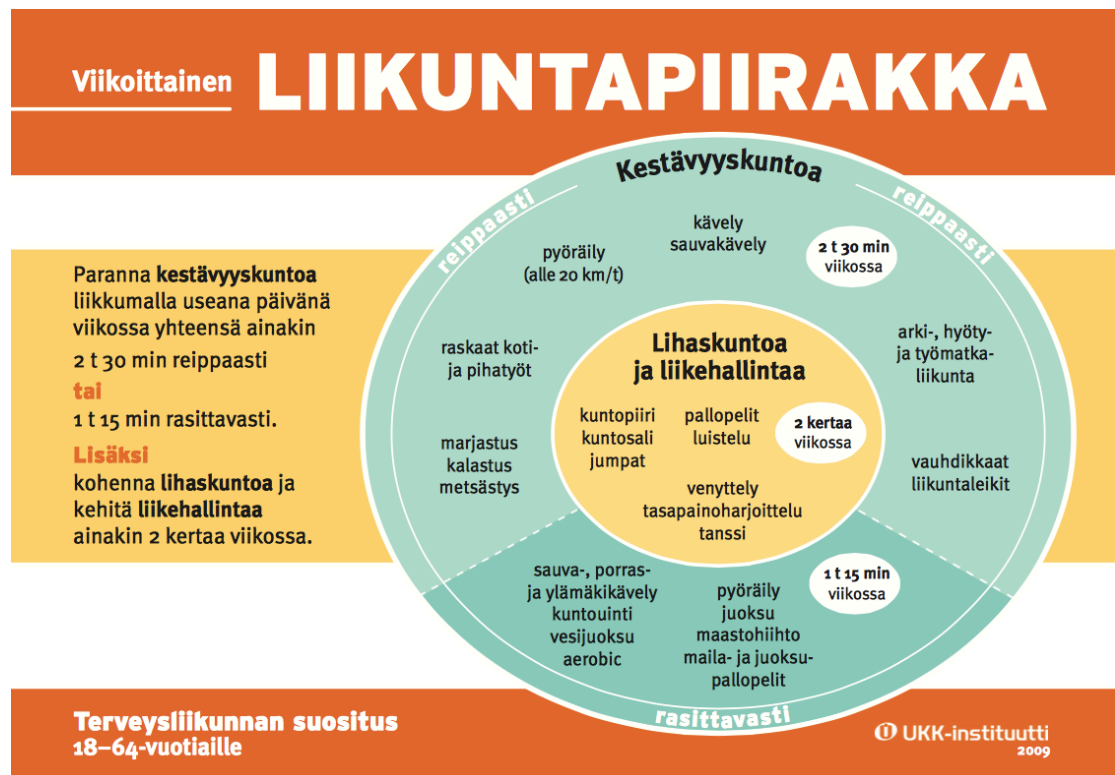 Viikoittainen LIIKUNTAPIIRAKKA
Paranna kestävyyskuntoa
liikkumalla useana päivänä
viikossa yhteensä ainakin
2 t 30 min reippaasti
tai
1 t 15 min rasittavasti.
Lisäksi
kohenna lihaskuntoa ja
kehitä liikehallintaa
ainakin 2 kertaa viikossa.
Kestävyyskuntoa
reippaasti
reippaasti
kävely
sauvakävely
2 t 30 min
viikossa
pyöräily
(alle 20 km/t)
raskaat koti-
ja pihatyöt
marjastus
kalastus
metsästys
arki-, hyöty-
ja työmatka-
liikunta
vauhdikkaat
liikuntaleikit
Lihaskuntoa
ja liikehallintaa
kuntopiiri
kuntosali
jumpat
pallopelit
luistelu
2 kertaa
viikossa
venyttely
tasapainoharjoittelu
tanssi
sauva-, porras-
ja ylämäkikävely
kuntouinti
vesijuoksu
aerobic
pyöräily
juoksu
maastohiihto
maila- ja juoksu-
pallopelit
1 t 15 min
viikossa
rasittavasti
Terveysliikunnan suositus
18–64-vuotiaille
UKK-instituutti
2009